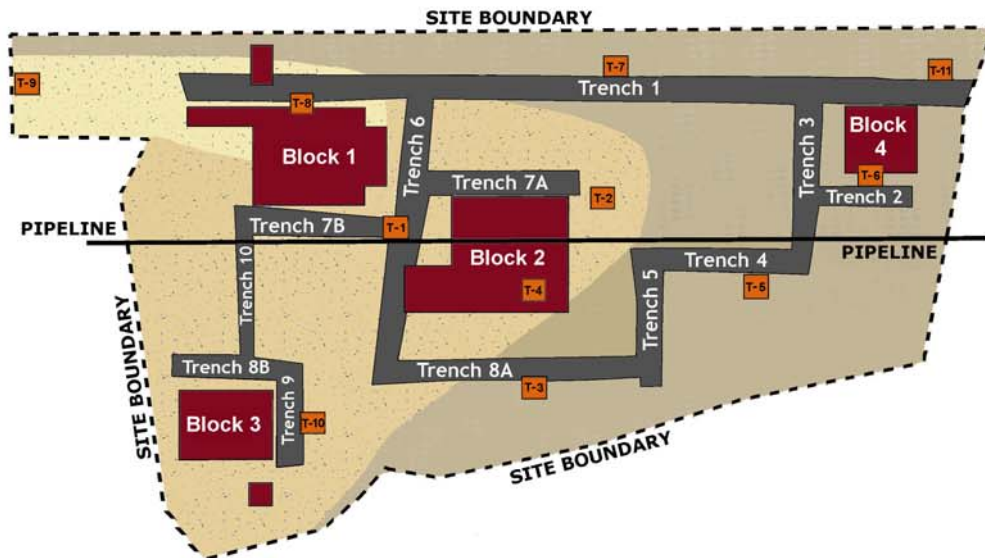 SITE BOUNDARY
T-9
T-7
T-11
Trench 1
T-8
Block 1
Trench 6
Trench 3
Block
4
T-6
Trench 7A
T-2
Trench 2
PIPELINE
Trench 7B
T-1
Block 2
PIPELINE
Trench 10
Trench 4
T-5
T-4
Trench 5
SITE BOUNDARY
Trench 8B
Trench 8A
T-3
Block 3
Trench 9
T-10
SITE BOUNDARY